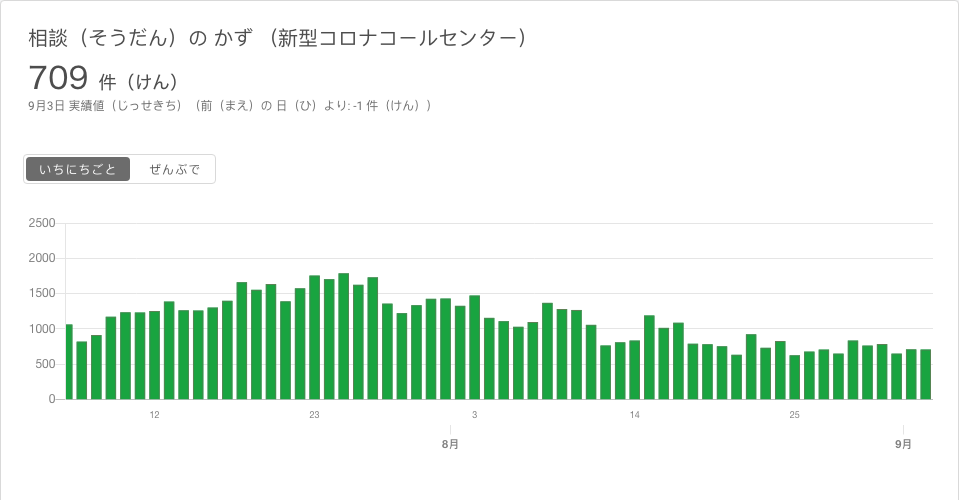 相談（そうだん）の かず （新型コロナコールセンター）
709 件（けん）
9月3日 実績値（じっせきち）（前（まえ）の 日（ひ）より: -1 件（けん））
いちにちごと ぜんぶで
2500
2000
1500
1000
500
0
12 23 3 14 25
8月 9月